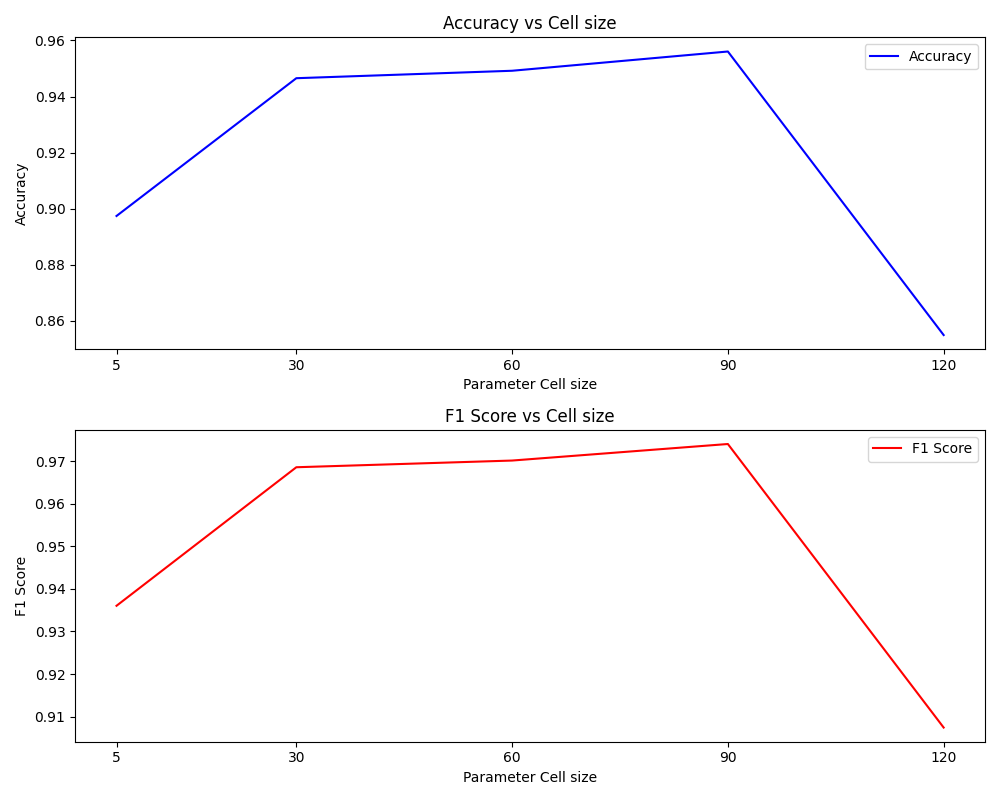 Accuracy vs Cell size
0.96
0.94
0.92
0.90
0.88
0.86
Accuracy
Accuracy
5 30 60 90 120
Parameter Cell size
F1 Score vs Cell size
0.97
0.96
0.95
0.94
0.93
0.92
0.91
F1 Score
F1 Score
5 30 60 90 120
Parameter Cell size